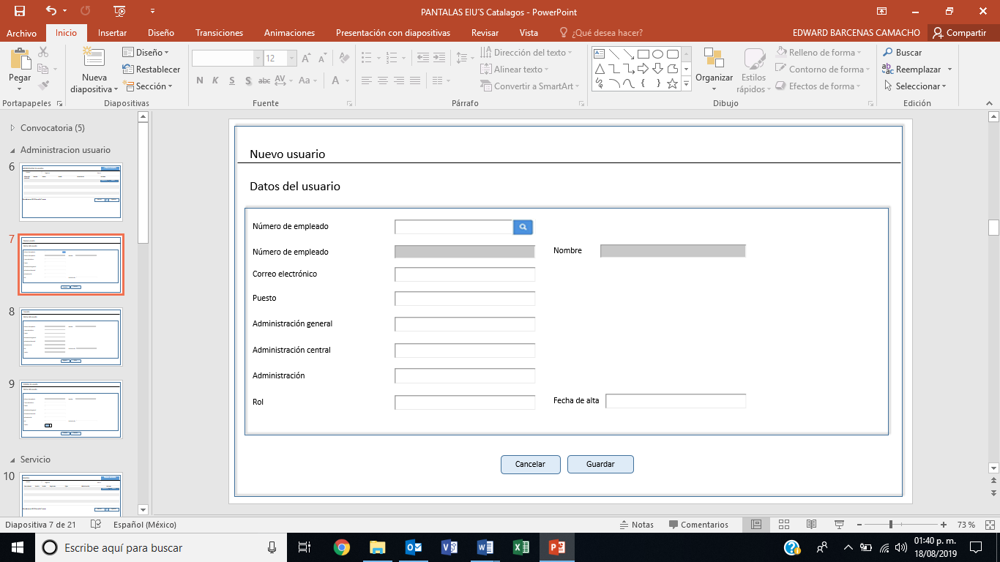 PANTALAS EIU´S Catalagos - PowerPoint
Archivo Inicio Insertar Diseño Transiciones Animaciones Presentación con diapositivas Revisar Vista ¿Qué desea hacer? EDWARD BARCENAS CAMACHO Compartir
Pegar
Nueva diapositiva
Diseño
Restablecer
Sección
12
N K S S abc AV Aa A
Dirección del texto
Alinear texto
Convertir a SmartArt
Organizar
Estilos rápidos
Relleno de forma
Contorno de forma
Efectos de forma
Buscar
Reemplazar
Seleccionar
Portapapeles Diapositivas Fuente Párrafo Dibujo Edición
Convocatoria (5)
Administracion usuario
6
7
8
9
Servicio
10
Nuevo usuario
Datos del usuario
Número de empleado
Número de empleado Nombre
Correo electrónico
Puesto
Administración general
Administración central
Administración
Rol Fecha de alta
Cancelar Guardar
Diapositiva 7 de 21 Español (México) Notas Comentarios 73 %
Escribe aquí para buscar
01:40 p. m.
18/08/2019